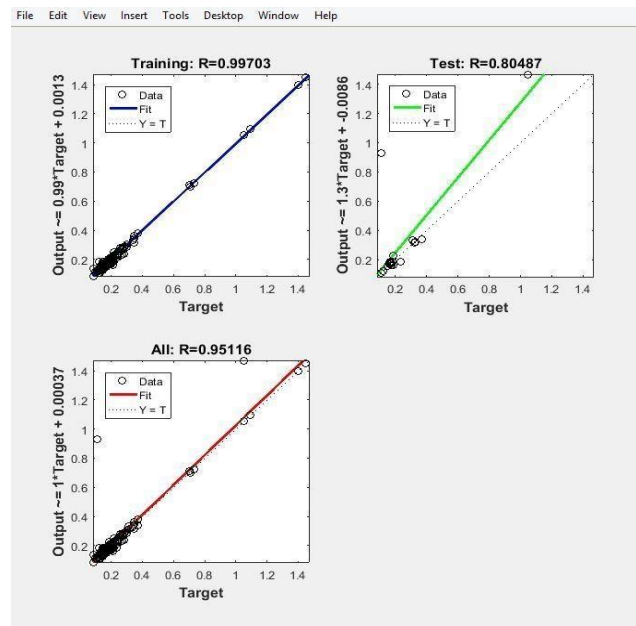 File Edit View Insert Tools Desktop Window Help
Training: R=0.99703
Output ~= 0.99*Target + 0.0013
Data
Fit
Y = T
1.4
1.2
1
0.8
0.6
0.4
0.2
0.2 0.4 0.6 0.8 1 1.2 1.4
Target
Test: R=0.80487
Output ~= 1.3*Target + -0.0086
Data
Fit
Y = T
1.4
1.2
1
0.8
0.6
0.4
0.2
0.2 0.4 0.6 0.8 1 1.2 1.4
Target
All: R=0.95116
Output ~= 1*Target + 0.00037
Data
Fit
Y = T
1.4
1.2
1
0.8
0.6
0.4
0.2
0.2 0.4 0.6 0.8 1 1.2 1.4
Target